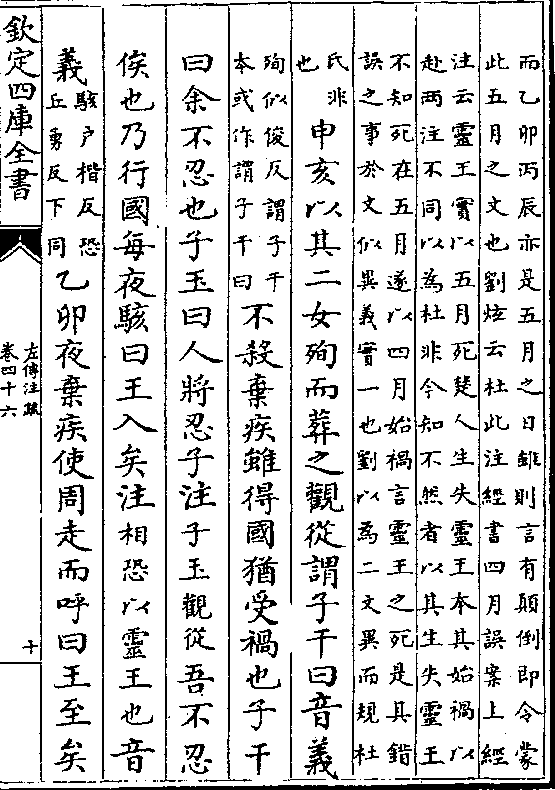 而乙卯丙辰亦是五月之日雖則言有顛倒即令蒙
此五月之文也劉炫云杜此注經書四月誤案上經
注云靈王實以五月死楚人生失靈王本其始禍以
赴兩注不同以為杜非今知不然者以其生失靈王
不知死在五月遂以四月始禍言靈王之死是其錯
誤之事於文似異義實一也劉以為二文異而規杜
氏非也申亥以其二女殉而葬之觀從謂子干曰音義
殉似俊反謂子干本或作謂子干曰不殺棄疾雖得國猶受禍也子干
曰余不忍也子玉曰人將忍子注子玉觀從吾不忍
俟也乃行國每夜駭曰王入矣注相恐以靈王也音
義駭户楷反恐丘勇反下同乙卯夜棄疾使周走而呼曰王至矣
欽定四庫全書
左傳注疏
卷四十六
十